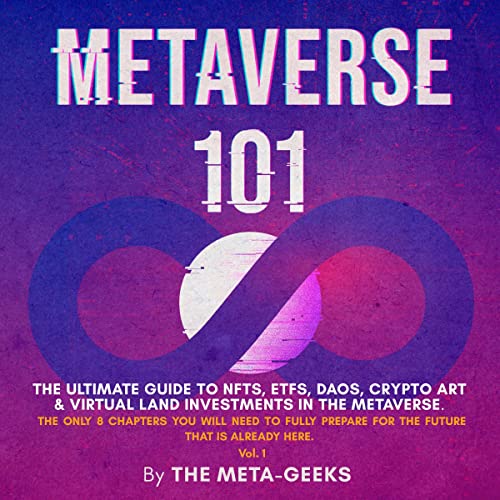 METAVERSE
101
THE ULTIMATE GUIDE TO NFTS, ETFS, DAOS, CRYPTO ART
& VIRTUAL LAND INVESTMENTS IN THE METAVERSE.
THE ONLY 8 CHAPTERS YOU WILL NEED TO FULLY PREPARE FOR THE FUTURE
THAT IS ALREADY HERE.
Vol. 1
By THE META-GEEKS